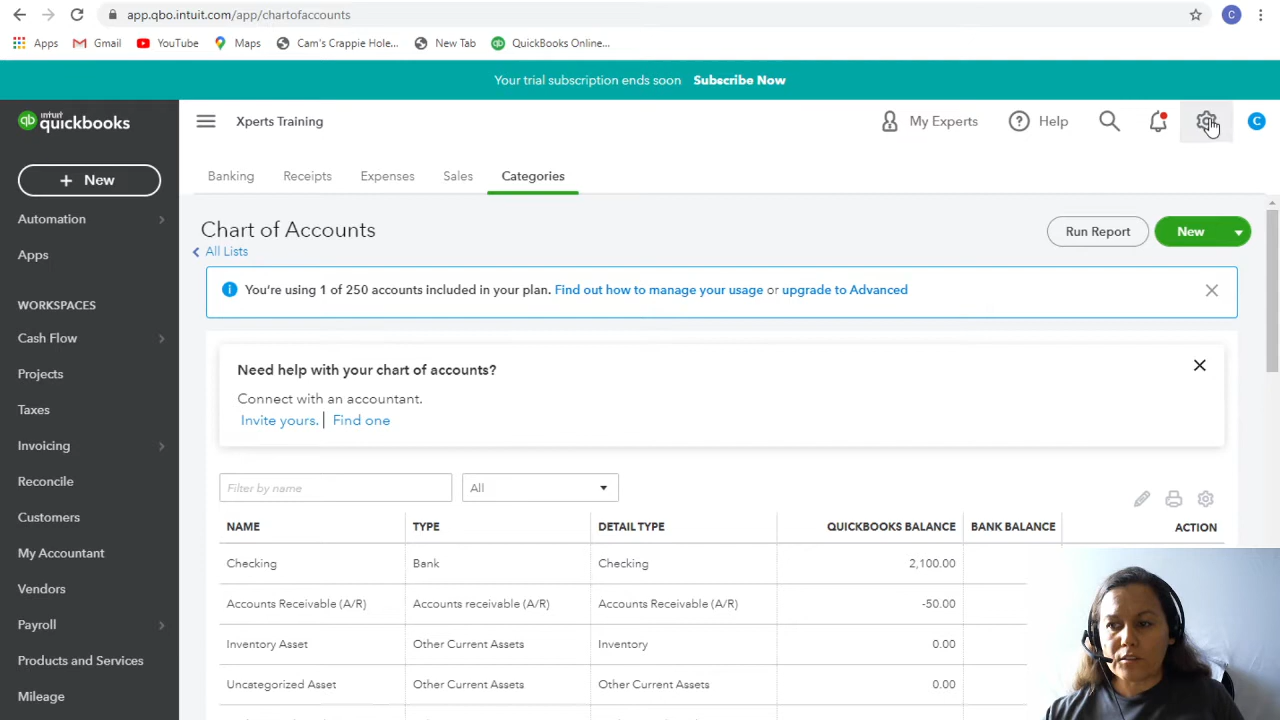 app.qbo.intuit.com/app/chartofaccounts
C
Apps Gmail YouTube Maps Cam's Crappie Hole... New Tab QuickBooks Online...
Your trial subscription ends soon Subscribe Now
intuit quickbooks Xperts Training My Experts Help C
+ New
Banking Receipts Expenses Sales Categories
Automation
Apps
WORKSPACES
Cash Flow
Projects
Taxes
Invoicing
Reconcile
Customers
My Accountant
Vendors
Payroll
Products and Services
Mileage
Chart of Accounts
All Lists
Run Report New
You're using 1 of 250 accounts included in your plan. Find out how to manage your usage or upgrade to Advanced
Need help with your chart of accounts?
Connect with an accountant.
Invite yours. | Find one
Filter by name All
NAME TYPE DETAIL TYPE QUICKBOOKS BALANCE BANK BALANCE ACTION
Checking Bank Checking 2,100.00
Accounts Receivable (A/R) Accounts receivable (A/R) Accounts Receivable (A/R) -50.00
Inventory Asset Other Current Assets Inventory 0.00
Uncategorized Asset Other Current Assets Other Current Assets 0.00